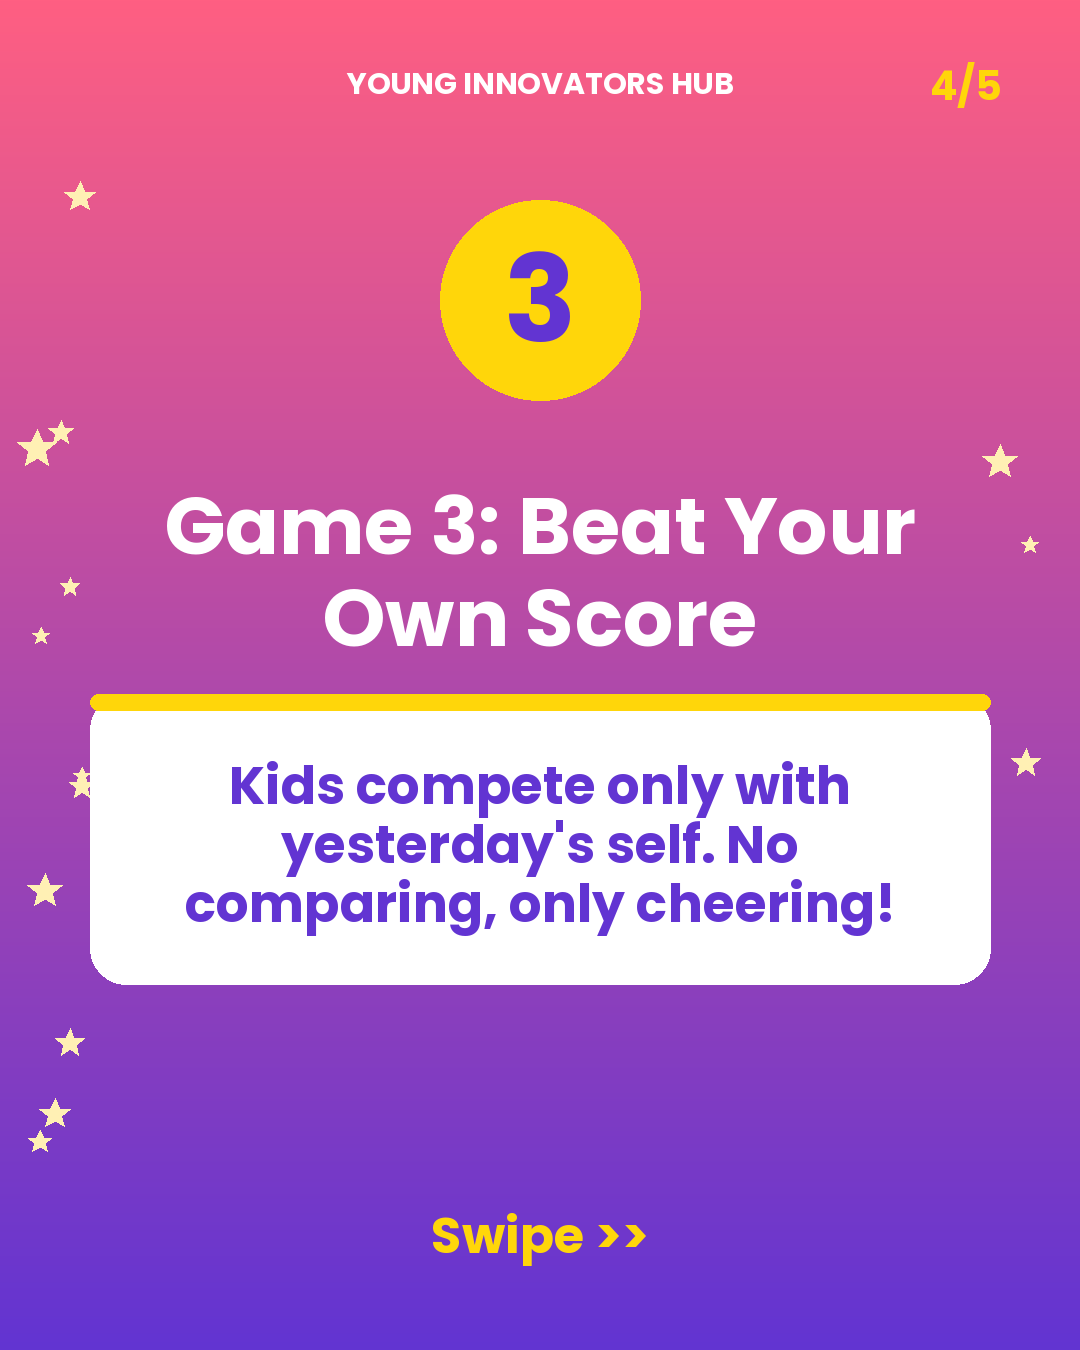 YOUNG INNOVATORS HUB
4/5
3
Game 3: Beat Your
Own Score
Kids compete only with
yesterday's self. No
comparing, only cheering!
Swipe >>